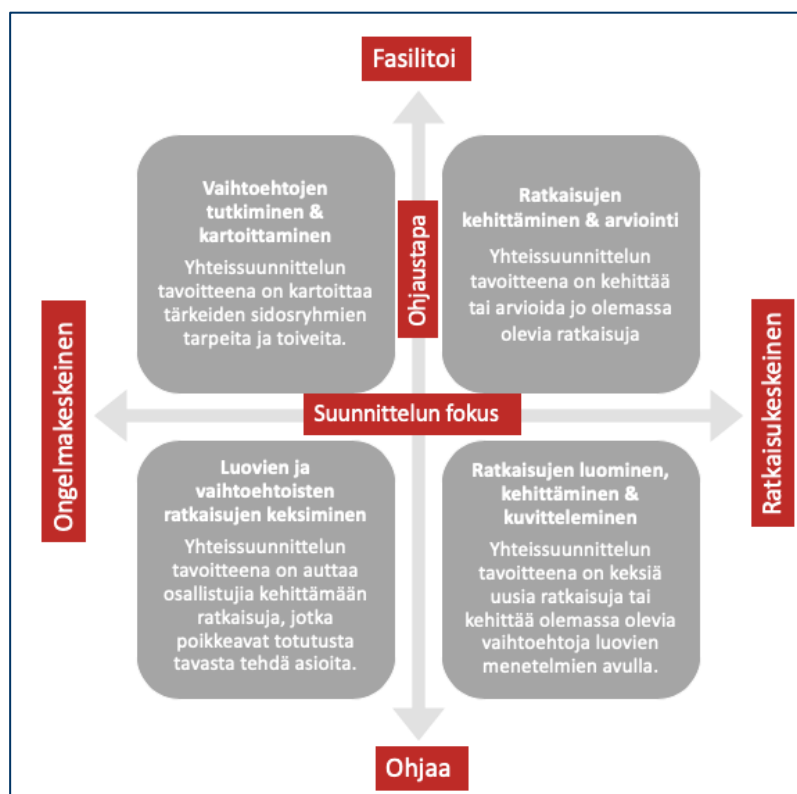 Fasilitoi
Vaihtoehtojen
tutkiminen &
kartoittaminen
Yhteissuunnittelun
tavoitteena on kartoittaa
tärkeiden sidosryhmien
tarpeita ja toiveita.
Ohjaustapa
Ratkaisujen
kehittäminen & arviointi
Yhteissuunnittelun
tavoitteena on kehittää
tai arvioida jo olemassa
olevia ratkaisuja
Ongelmakeskeinen
Suunnittelun fokus
Ratkaisukeskeinen
Luovien ja
vaihtoehtoisten
ratkaisujen keksiminen
Yhteissuunnittelun
tavoitteena on auttaa
osallistujia kehittämään
ratkaisuja, jotka
poikkeavat totutusta
tavasta tehdä asioita.
Ratkaisujen luominen,
kehittäminen &
kuvitteleminen
Yhteissuunnittelun
tavoitteena on keksiä
uusia ratkaisuja tai
kehittää olemassa olevia
vaihtoehtoja luovien
menetelmien avulla.
Ohjaa